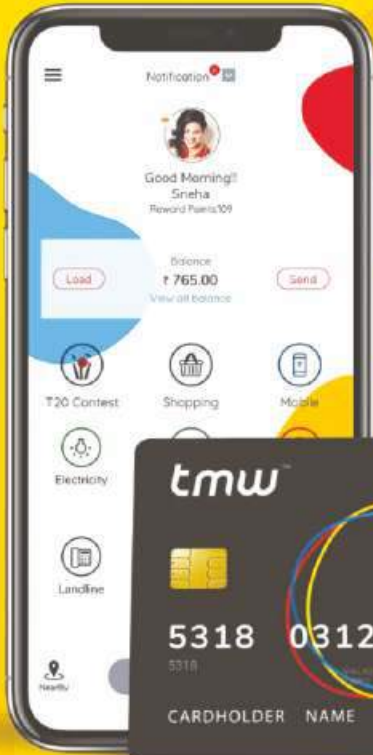 Notification
Good Morning!!
Sneha
Reward Points:109
Balance
Load
₹ 765.00
Send
View all balance
T20 Contest
Shopping
Mobile
Electricity
Landline
NearBy
tmw™
5318 0312
5318
CARDHOLDER NAME